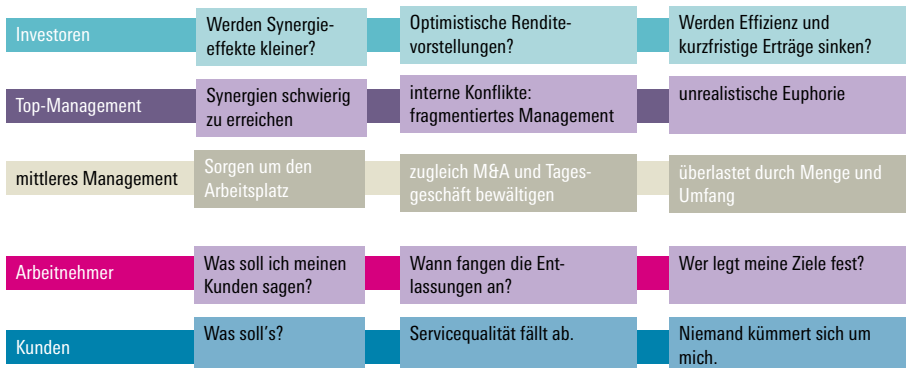 Investoren
Werden Synergie-
effekte kleiner?
Optimistische Rendite-
vorstellungen?
Werden Effizienz und
kurzfristige Erträge sinken?
Top-Management
Synergien schwierig
zu erreichen
interne Konflikte:
fragmentiertes Management
unrealistische Euphorie
mittleres Management
Sorgen um den
Arbeitsplatz
zugleich M&A und Tages-
geschäft bewältigen
überlastet durch Menge und
Umfang
Arbeitnehmer
Was soll ich meinen
Kunden sagen?
Wann fangen die Ent-
lassungen an?
Wer legt meine Ziele fest?
Kunden
Was soll's?
Servicequalität fällt ab.
Niemand kümmert sich um
mich.